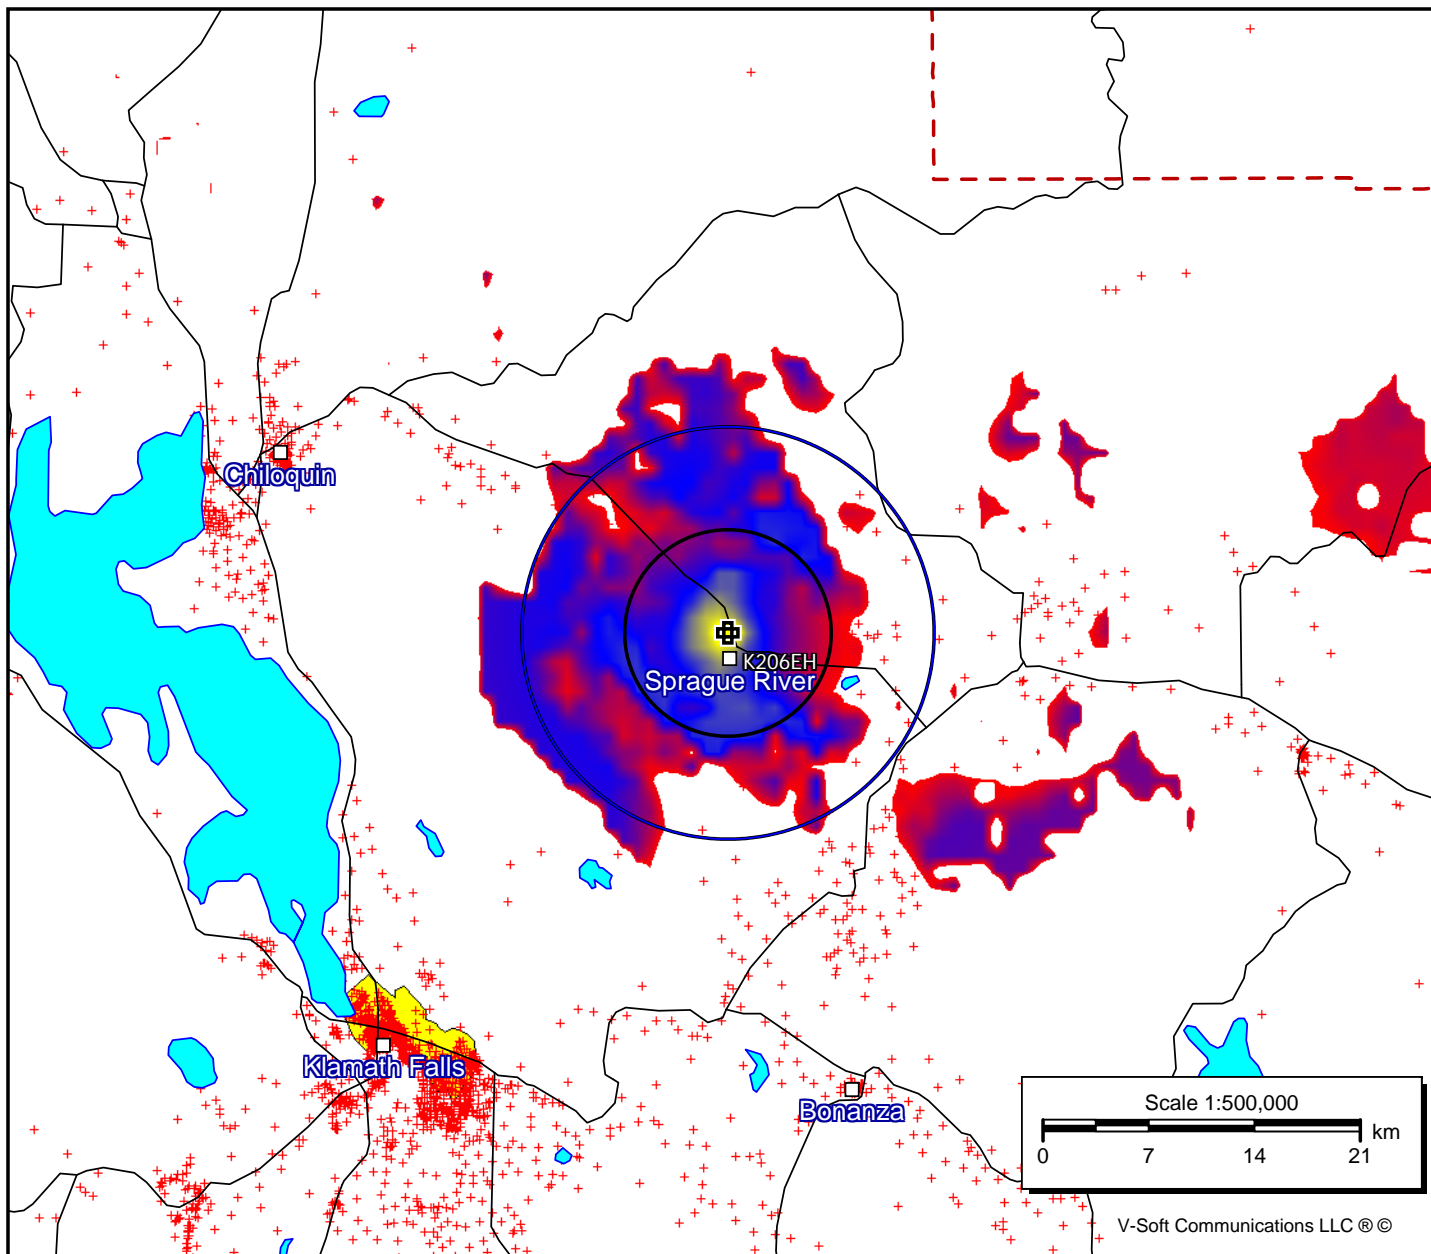 Chiloquin
K206EH
Sprague River
Klamath Falls
Bonanza
Scale 1:500,000
km
0 7 14 21
V-Soft Communications LLC ® ©